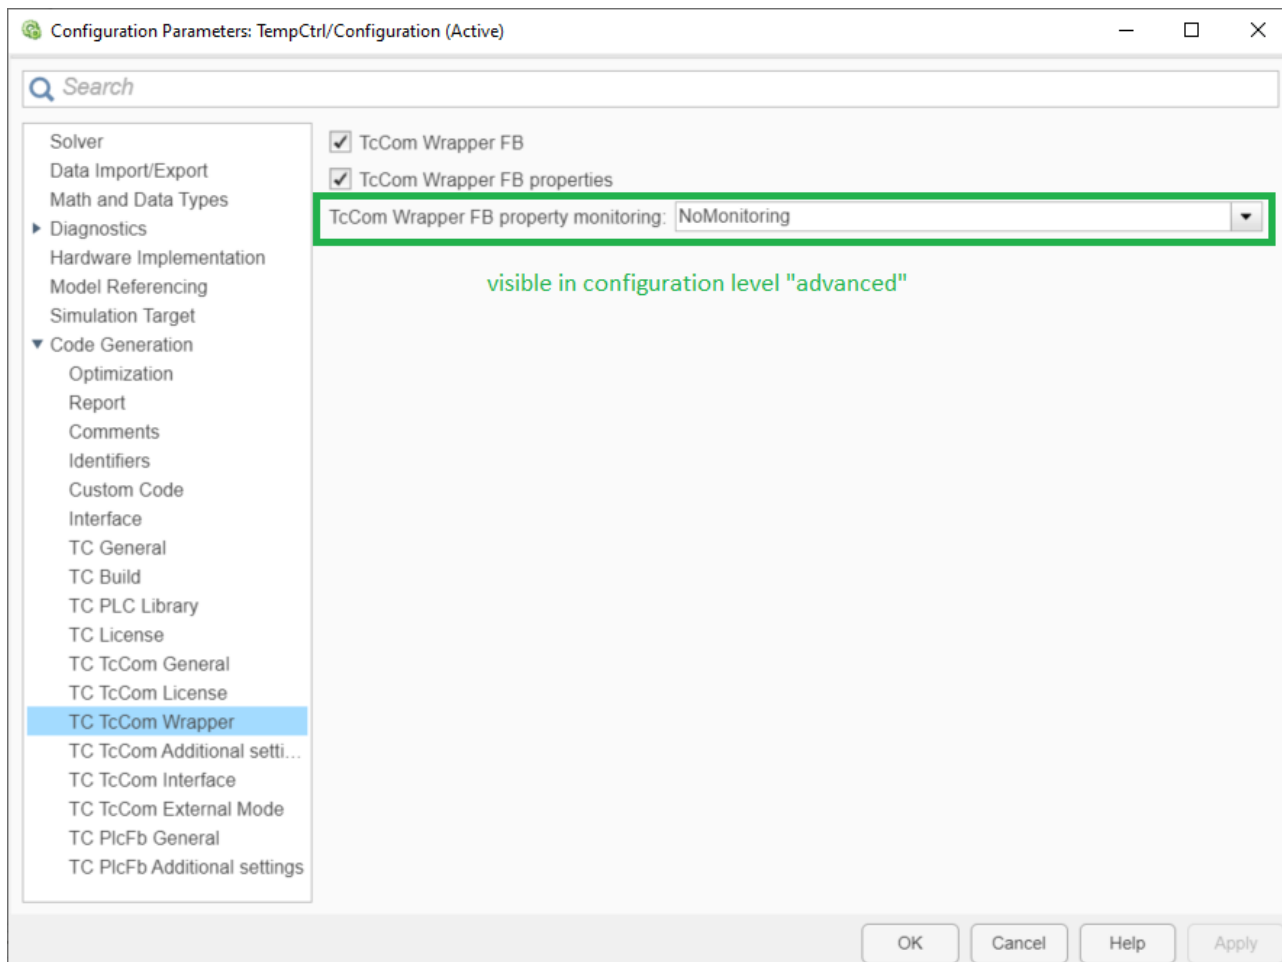 Configuration Parameters: TempCtrl/Configuration (Active)
Search
Solver
Data Import/Export
Math and Data Types
Diagnostics
Hardware Implementation
Model Referencing
Simulation Target
Code Generation
Optimization
Report
Comments
Identifiers
Custom Code
Interface
TC General
TC Build
TC PLC Library
TC License
TC TcCom General
TC TcCom License
TC TcCom Wrapper
TC TcCom Additional setti...
TC TcCom Interface
TC TcCom External Mode
TC PlcFb General
TC PlcFb Additional settings
TcCom Wrapper FB
TcCom Wrapper FB properties
TcCom Wrapper FB property monitoring: NoMonitoring
visible in configuration level "advanced"
OK Cancel Help Apply